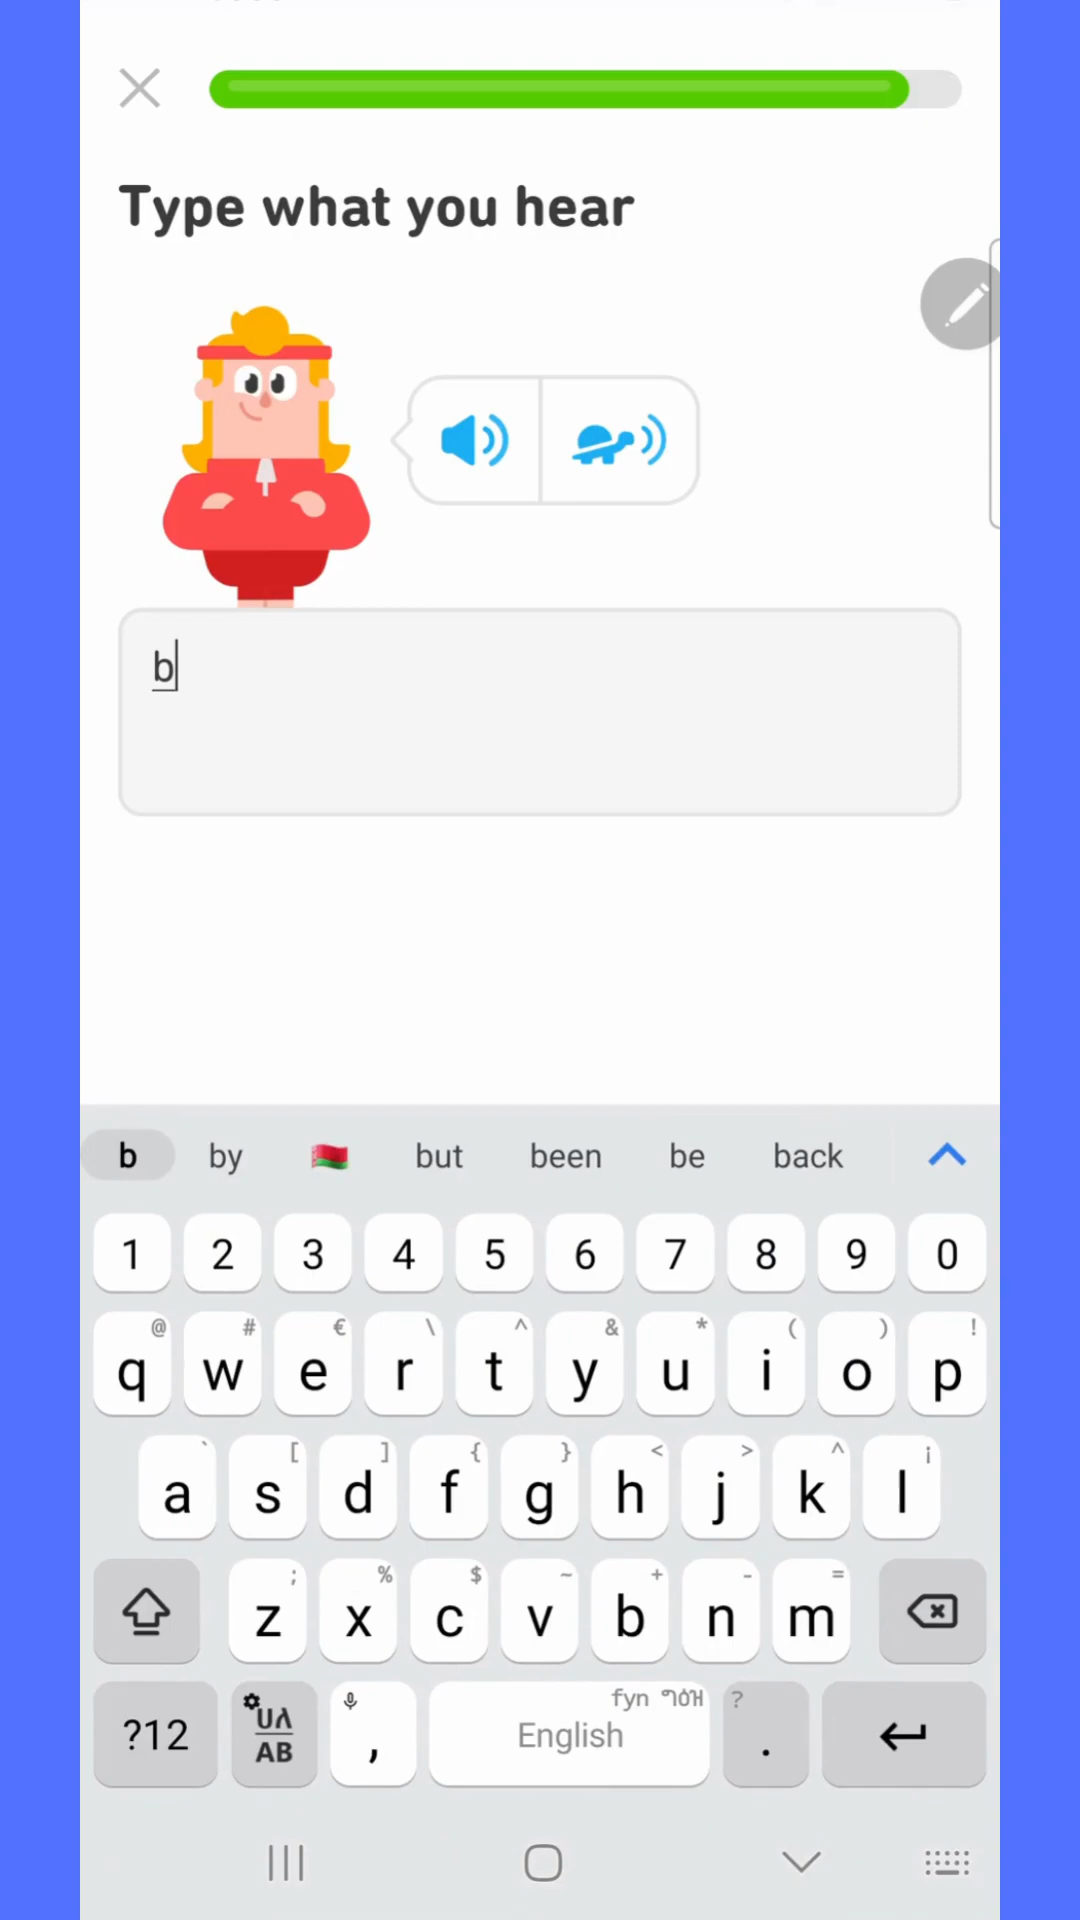 Type what you hear
b
b by but been be back
1 2 3 4 5 6 7 8 9 0
@ # € \ ^ & * ( ) !
q w e r t y u i o p
` [ ] { } < > ^ ¡
a s d f g h j k l
; % $ ~ + - =
z x c v b n m
?12 AB , English ? .